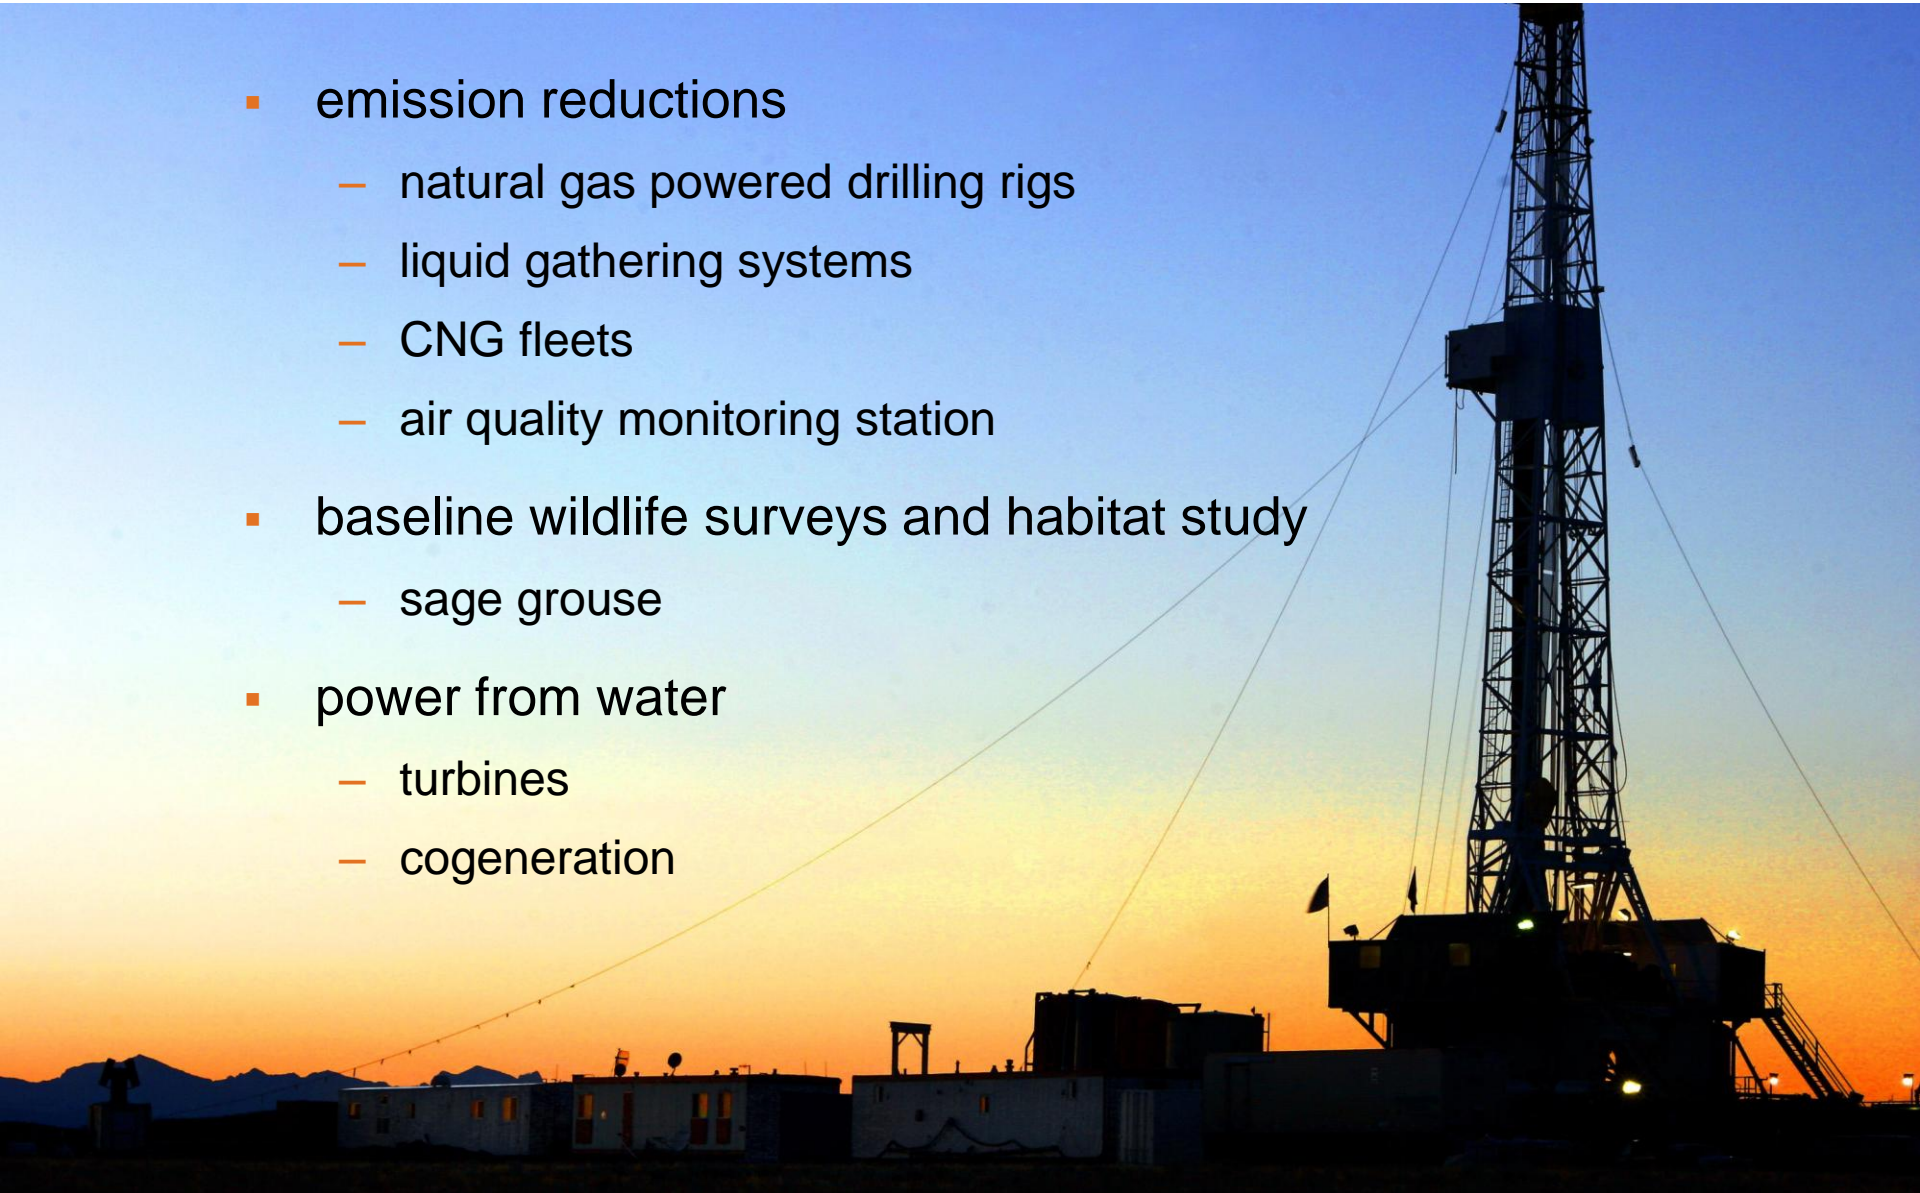 ▪ emission reductions
– natural gas powered drilling rigs
– liquid gathering systems
– CNG fleets
– air quality monitoring station
▪ baseline wildlife surveys and habitat study
– sage grouse
▪ power from water
– turbines
– cogeneration